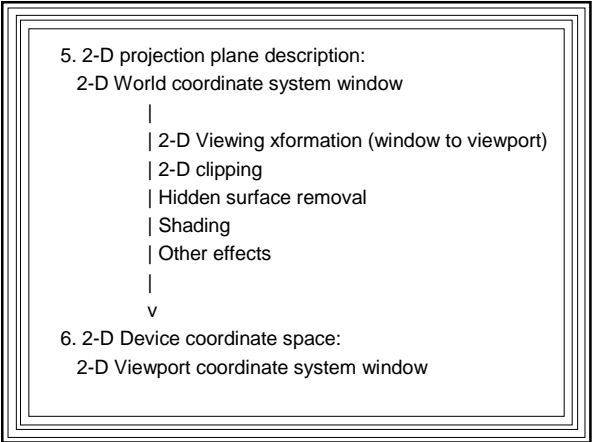 5. 2-D projection plane description:
2-D World coordinate system window
|
| 2-D Viewing xformation (window to viewport)
| 2-D clipping
| Hidden surface removal
| Shading
| Other effects
|
v
6. 2-D Device coordinate space:
2-D Viewport coordinate system window